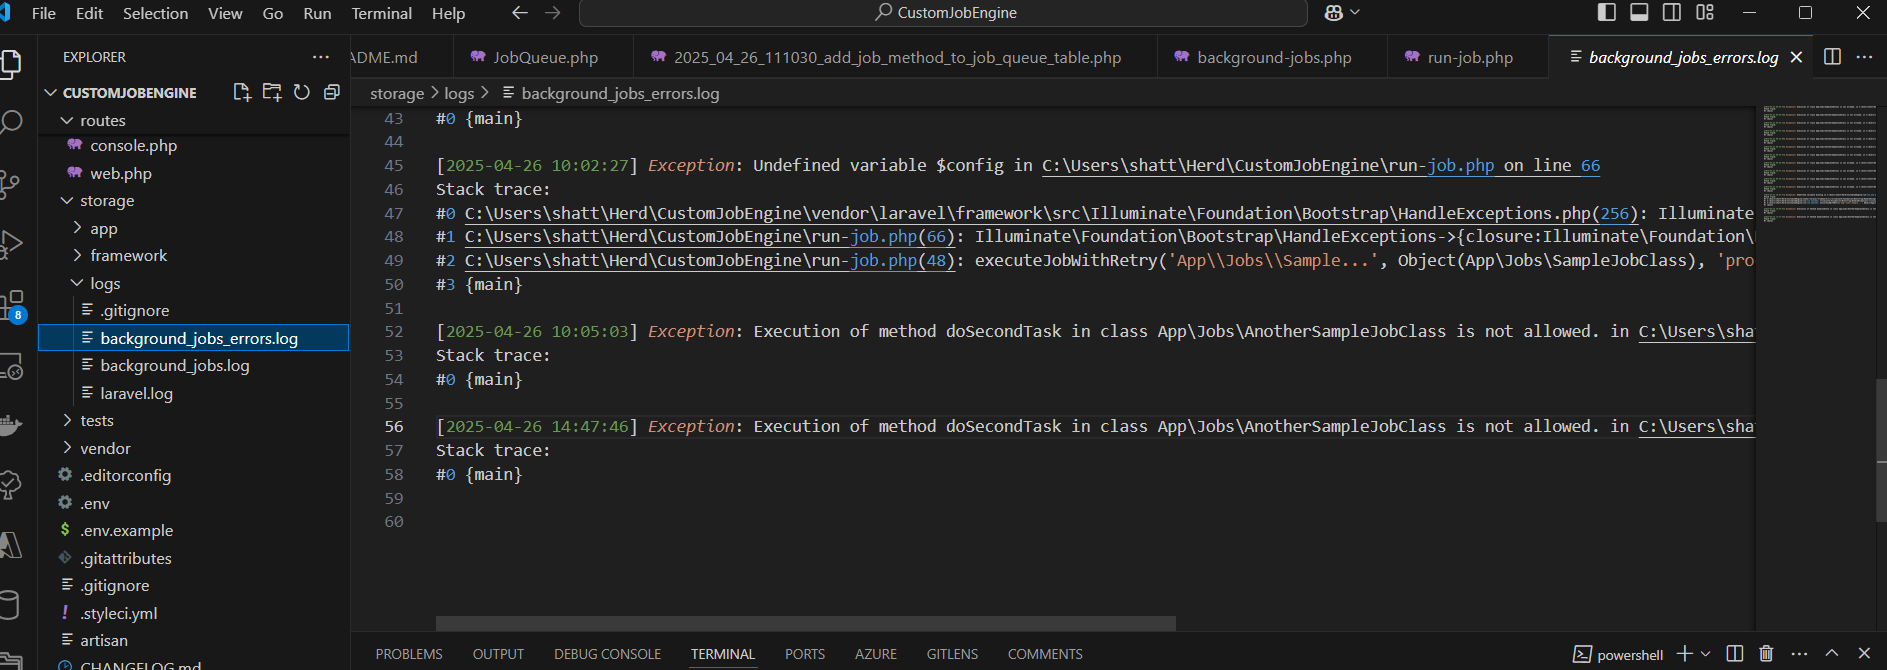 File Edit Selection View Go Run Terminal Help
CustomJobEngine
EXPLORER
CUSTOMJOBENGINE
routes
console.php
web.php
storage
app
framework
logs
.gitignore
background_jobs_errors.log
background_jobs.log
laravel.log
tests
vendor
.editorconfig
.env
.env.example
.gitattributes
.gitignore
.styleci.yml
artisan
CHANGELOG.md
8
ADME.md JobQueue.php 2025_04_26_111030_add_job_method_to_job_queue_table.php background-jobs.php run-job.php background_jobs_errors.log
storage > logs > background_jobs_errors.log
43 #0 {main}
44
45 [2025-04-26 10:02:27] Exception: Undefined variable $config in C:\Users\shatt\Herd\CustomJobEngine\run-job.php on line 66
46 Stack trace:
47 #0 C:\Users\shatt\Herd\CustomJobEngine\vendor\laravel\framework\src\Illuminate\Foundation\Bootstrap\HandleExceptions.php(256): Illuminate
48 #1 C:\Users\shatt\Herd\CustomJobEngine\run-job.php(66): Illuminate\Foundation\Bootstrap\HandleExceptions->{closure:Illuminate\Foundation\
49 #2 C:\Users\shatt\Herd\CustomJobEngine\run-job.php(48): executeJobWithRetry('App\\Jobs\\Sample...', Object(App\Jobs\SampleJobClass), 'pro
50 #3 {main}
51
52 [2025-04-26 10:05:03] Exception: Execution of method doSecondTask in class App\Jobs\AnotherSampleJobClass is not allowed. in C:\Users\sha
53 Stack trace:
54 #0 {main}
55
56 [2025-04-26 14:47:46] Exception: Execution of method doSecondTask in class App\Jobs\AnotherSampleJobClass is not allowed. in C:\Users\sha
57 Stack trace:
58 #0 {main}
59
60
PROBLEMS OUTPUT DEBUG CONSOLE TERMINAL PORTS AZURE GITLENS COMMENTS
powershell